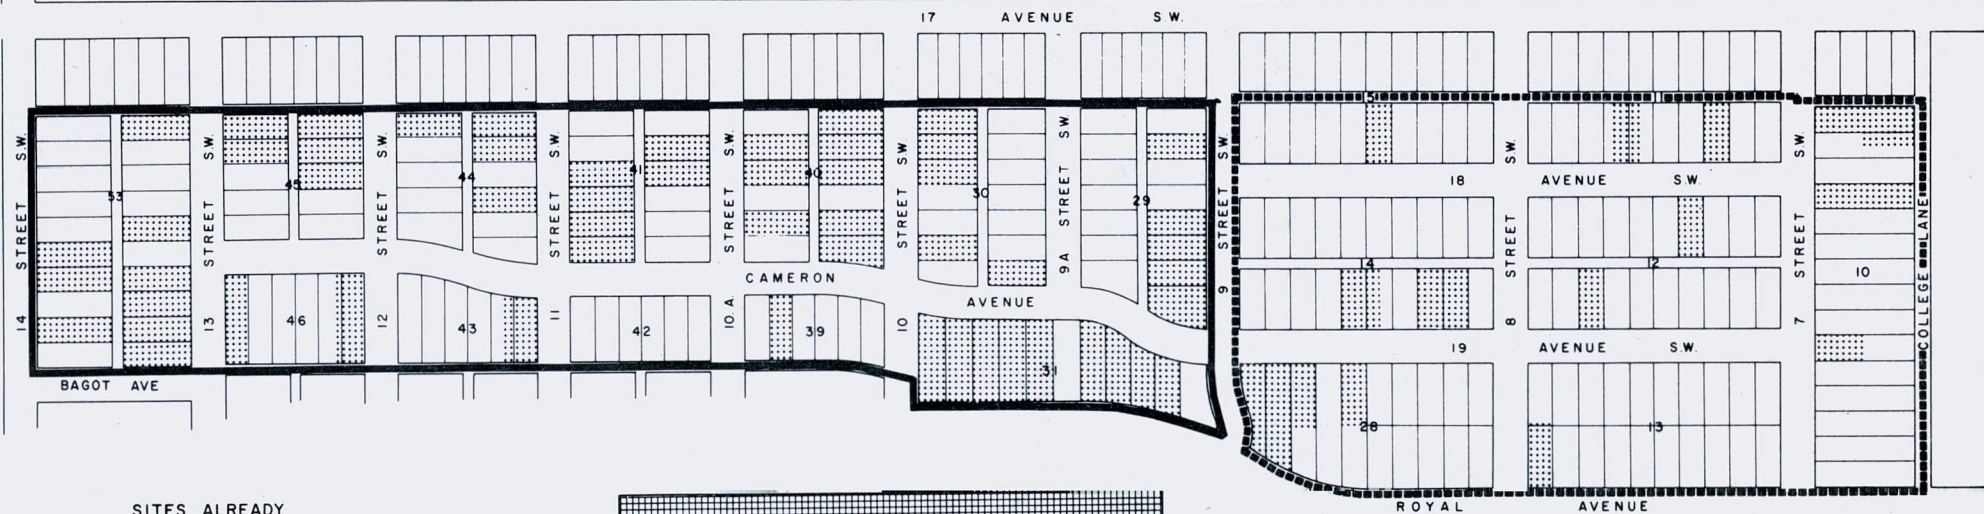 17 AVENUE S.W.
5
11
14 STREET S.W.
53
13 STREET S.W.
45
12 STREET S.W.
44
11 STREET S.W.
41
10 A. STREET S.W.
40
10 STREET S.W.
30
9A STREET S.W.
29
9 STREET S.W.
18 AVENUE S.W.
8 STREET S.W.
7 STREET S.W.
14
12
10
COLLEGE LANE
CAMERON
AVENUE
46
43
42
39
31
19 AVENUE S.W.
BAGOT AVE
28
13
SITES ALREADY
ROYAL AVENUE